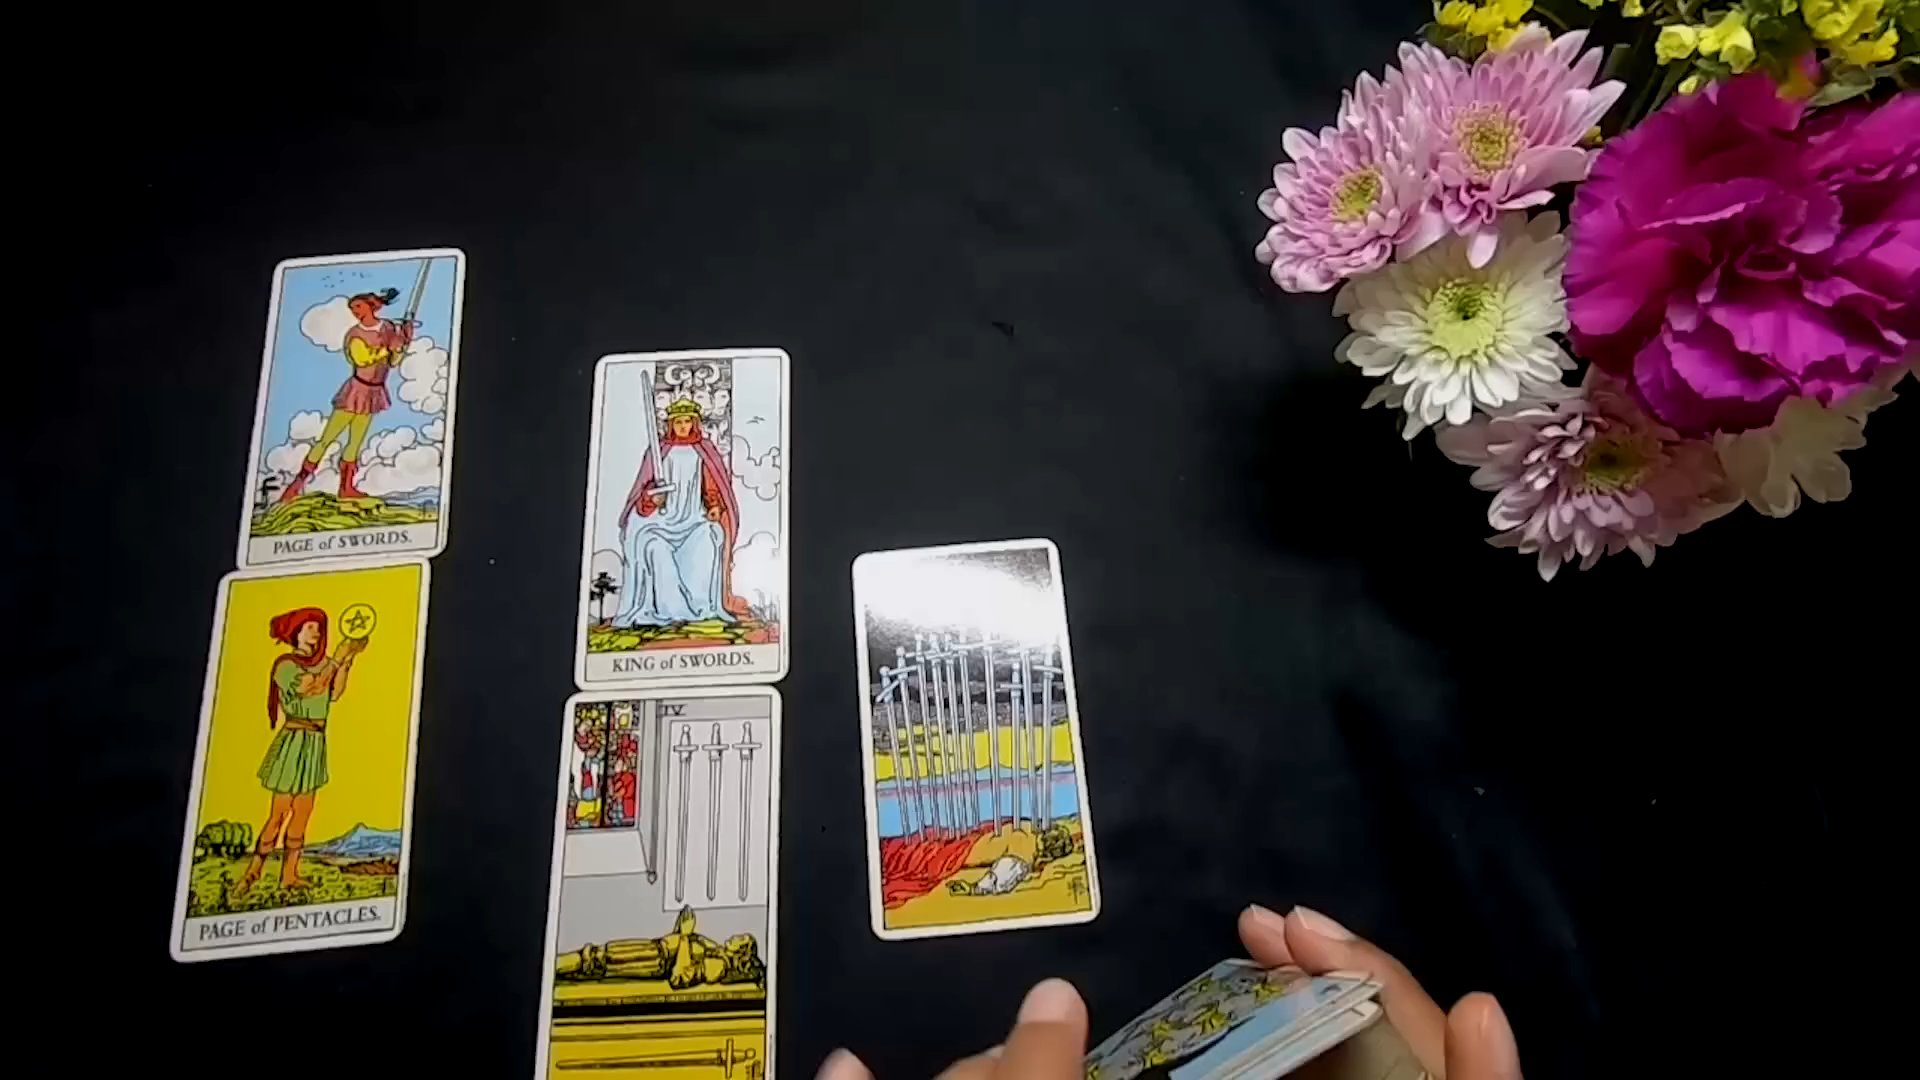 PAGE of SWORDS.
PAGE of PENTACLES.
KING of SWORDS.
IV